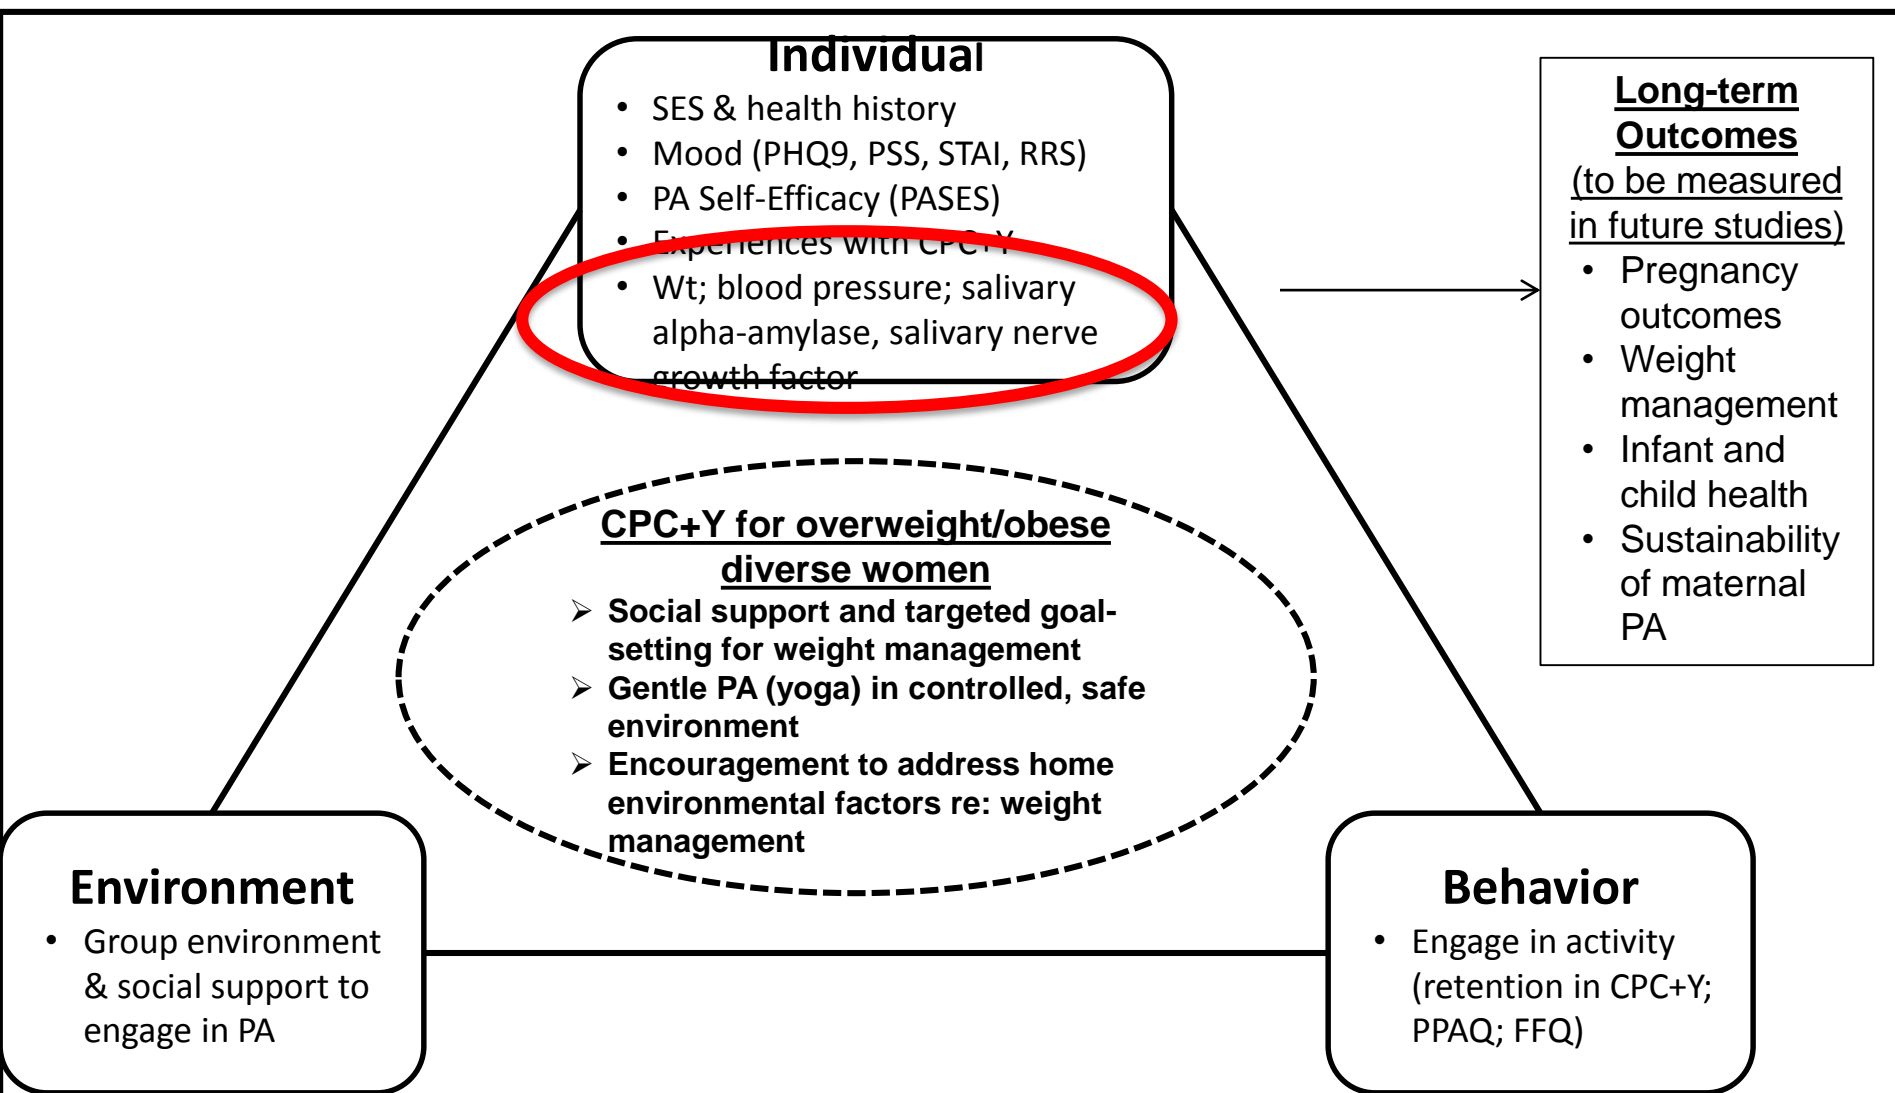 Individual
• SES & health history
• Mood (PHQ9, PSS, STAI, RRS)
• PA Self-Efficacy (PASES)
• Experiences with CPC+Y
• Wt; blood pressure; salivary
alpha-amylase, salivary nerve
growth factor
Long-term
Outcomes
(to be measured
in future studies)
• Pregnancy
outcomes
• Weight
management
• Infant and
child health
• Sustainability
of maternal
PA
CPC+Y for overweight/obese
diverse women
➢ Social support and targeted goal-
setting for weight management
➢ Gentle PA (yoga) in controlled, safe
environment
➢ Encouragement to address home
environmental factors re: weight
management
Environment
• Group environment
& social support to
engage in PA
Behavior
• Engage in activity
(retention in CPC+Y;
PPAQ; FFQ)